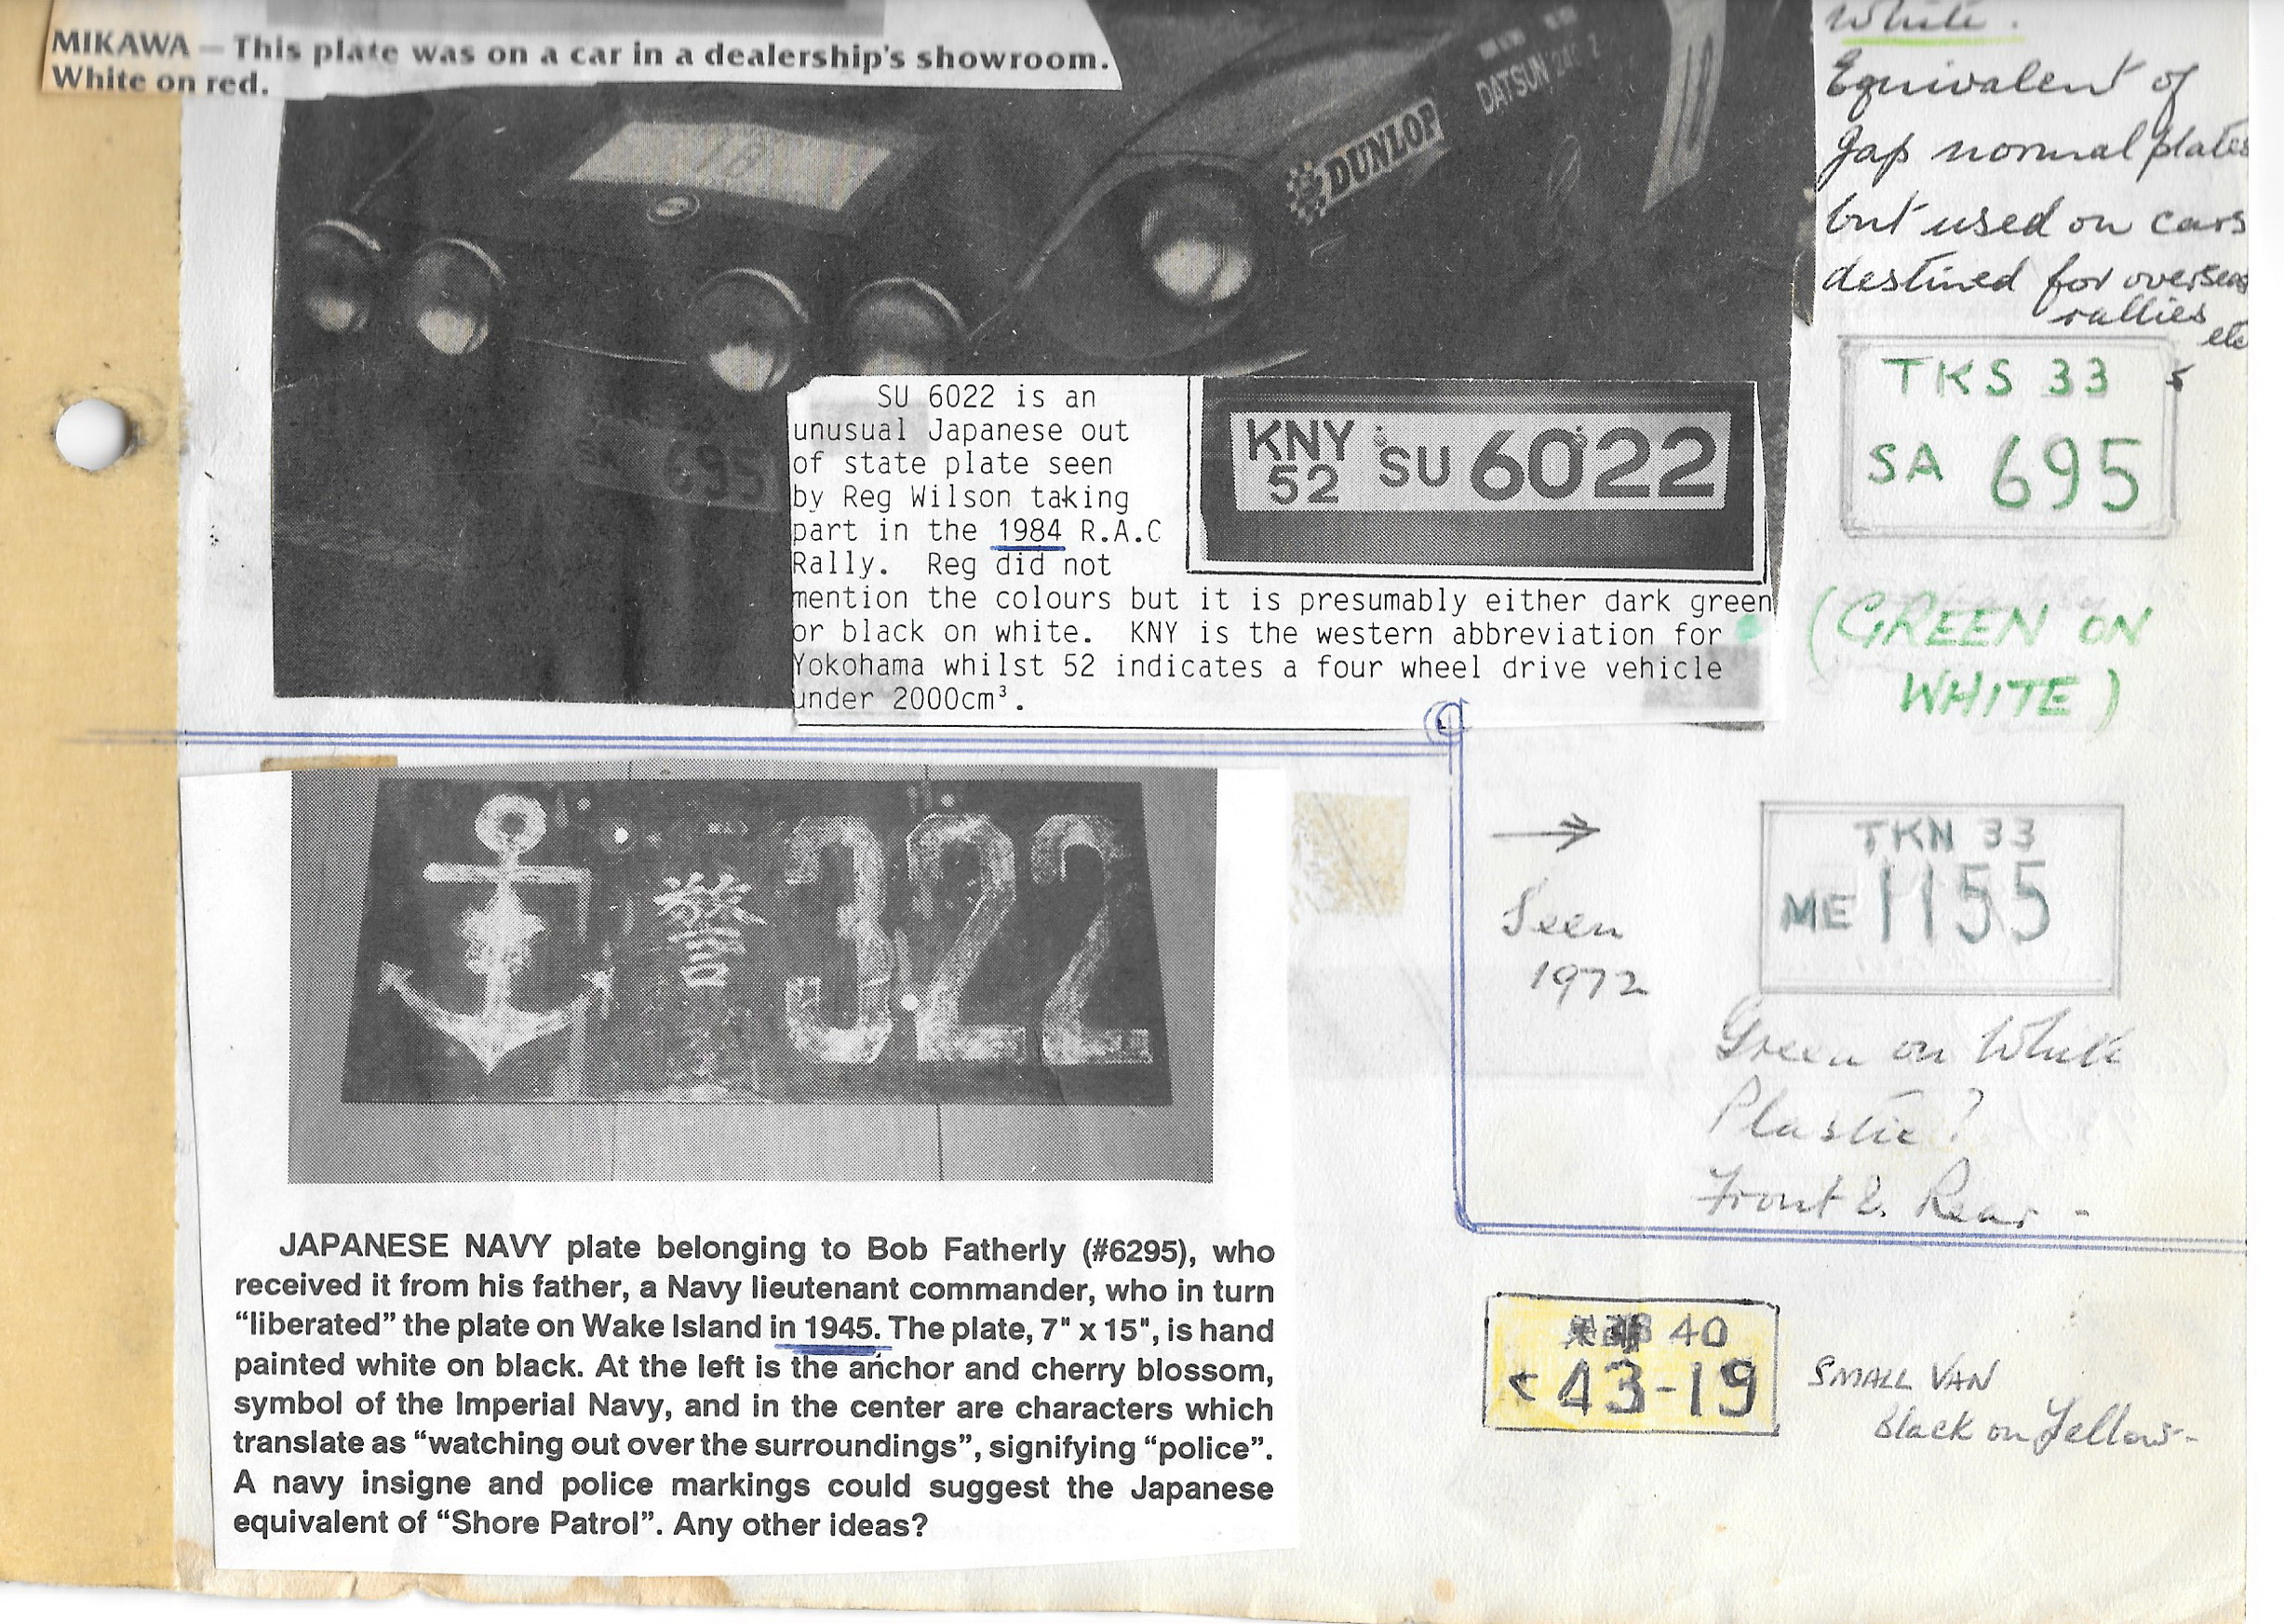 MIKAWA — This plate was on a car in a dealership's showroom.
White on red.
18
DUNLOP
DATSUN 240 Z
18
SA 695
White.
Equivalent of
Jap normal plates
but used on cars
destined for overseas
rallies
etc
TKS 33
SA 695
(GREEN ON
WHITE)
SU 6022 is an
unusual Japanese out
of state plate seen
by Reg Wilson taking
part in the 1984 R.A.C
Rally. Reg did not
mention the colours but it is presumably either dark green
or black on white. KNY is the western abbreviation for
Yokohama whilst 52 indicates a four wheel drive vehicle
under 2000cm³.
KNY
52
SU 6022
警 322
JAPANESE NAVY plate belonging to Bob Fatherly (#6295), who
received it from his father, a Navy lieutenant commander, who in turn
“liberated” the plate on Wake Island in 1945. The plate, 7" x 15", is hand
painted white on black. At the left is the anchor and cherry blossom,
symbol of the Imperial Navy, and in the center are characters which
translate as “watching out over the surroundings”, signifying “police”.
A navy insigne and police markings could suggest the Japanese
equivalent of “Shore Patrol”. Any other ideas?
Seen
1972
TKN 33
ME 1155
Green on White
Plastic?
Front & Rear -
40
く43-19
SMALL VAN
Black on Yellow -